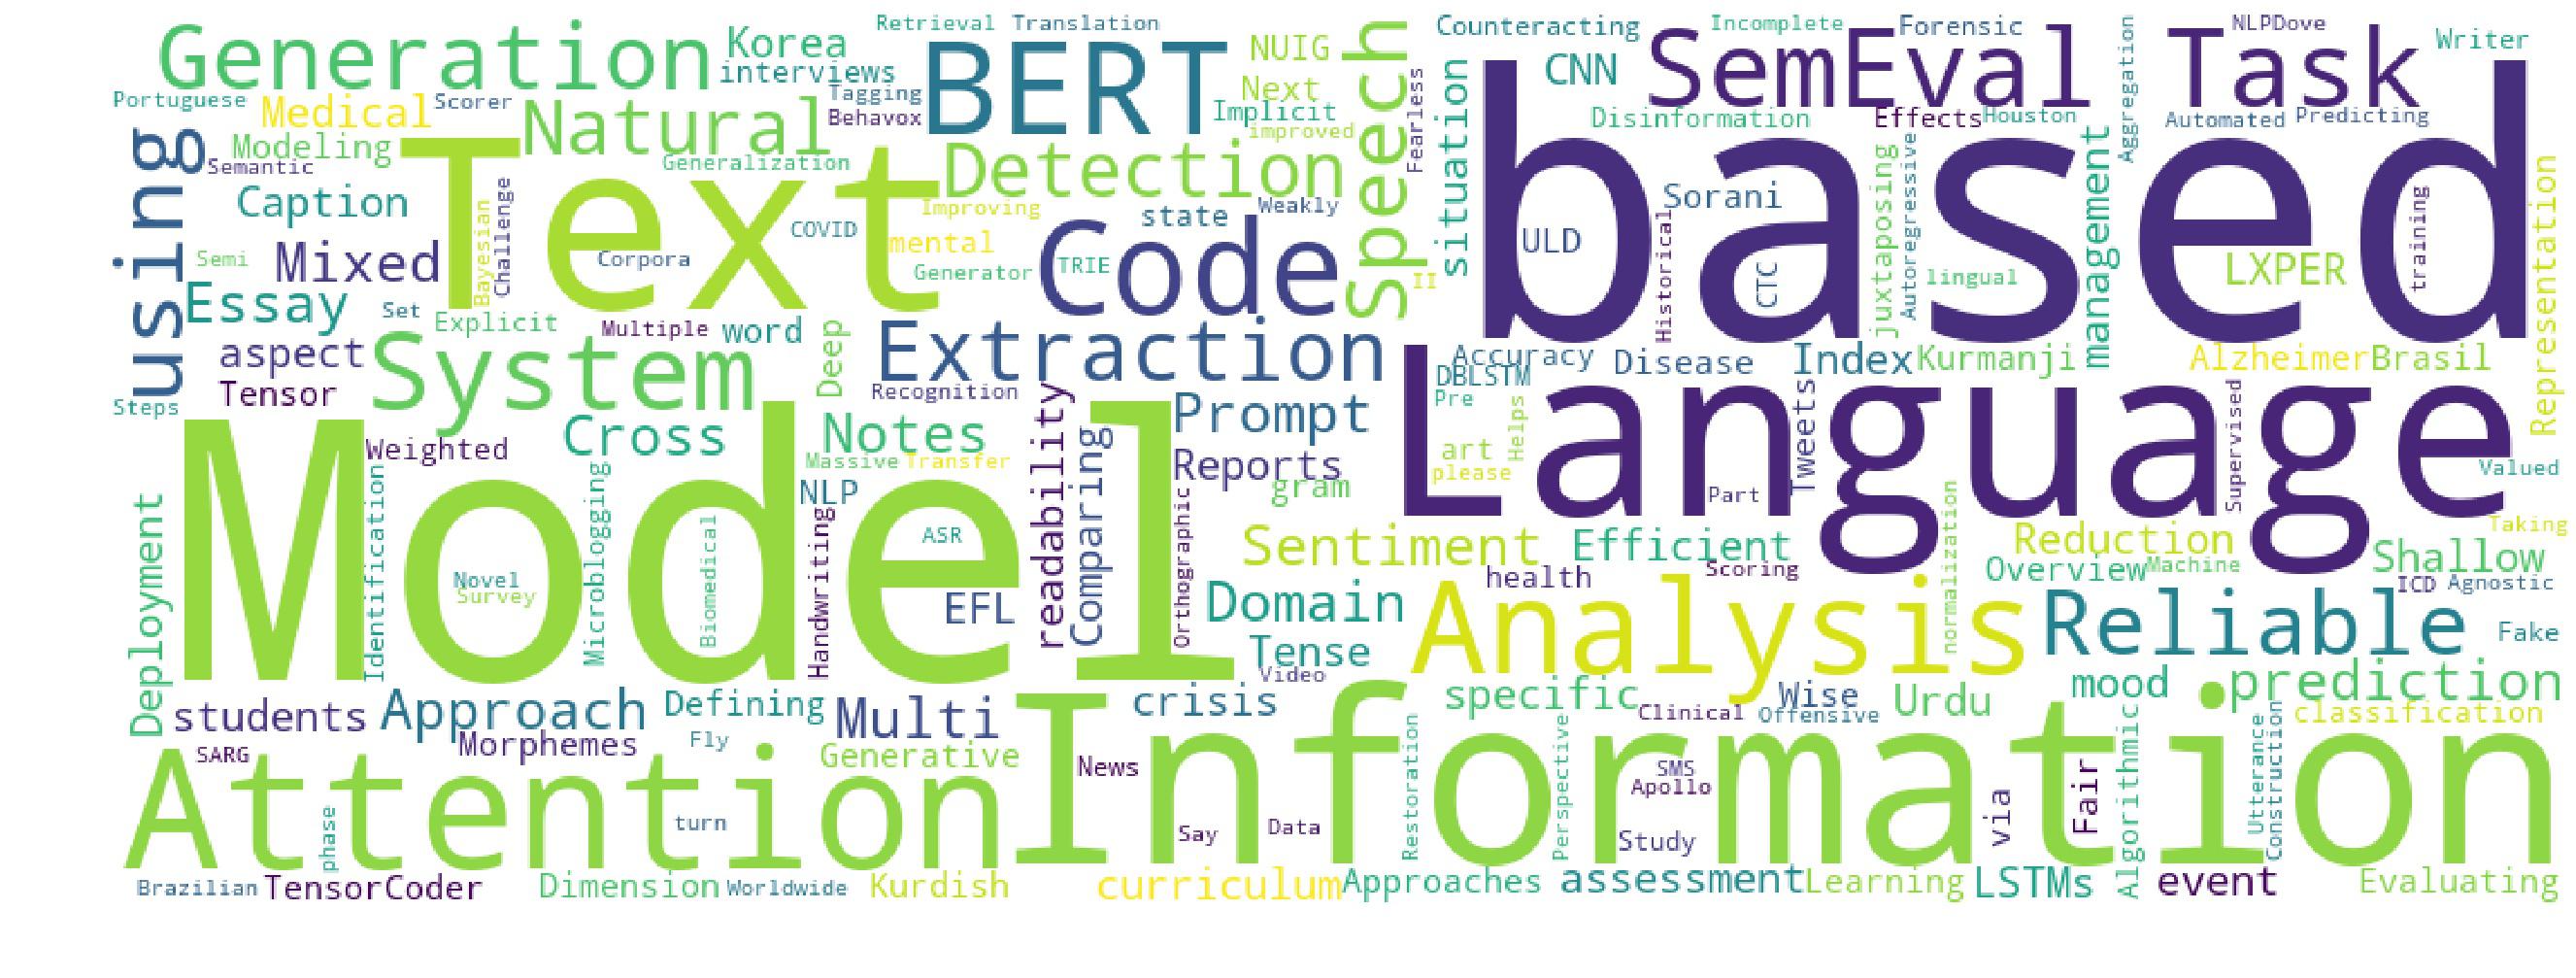 Retrieval Translation
Counteracting Incomplete Forensic NLPDove
Generation Korea BERT NUIG Speech CNN SemEval Task Writer
interviews Next
Portuguese Medical Scorer Tagging Implicit Fearless situation Aggregation
using Natural Behavox improved Disinformation Effects Houston Automated Predicting
Modeling Text Generalization Detection based
Semantic Challenge juxtaposing Autoregressive management Representation
Caption Bayesian COVID Improving state Weakly Sorani training
mental Code ULD Historical
Semi Mixed Corpora Generator TRIE II CTC lingual LXPER
Essay Set Explicit Multiple word Deep Extraction
aspect System Accuracy Disease Index Kurmanji Alzheimer Brasil
Tensor Recognition DBLSTM
Steps Prompt Pre Helps Language Tweets Supervised
Model Weighted Cross Notes readability Comparing Reports art
Massive Transfer please Valued
Identification Microblogging NLP gram Part
Deployment Biomedical Handwriting ASR Orthographic Sentiment Efficient normalization Reduction Taking
Novel health Scoring Overview Machine Shallow
Survey EFL Domain Analysis Reliable ICD Agnostic
Tense Fake
Video specific Wise Urdu mood prediction
students Approach Defining Multi crisis Clinical Offensive classification
Morphemes Fly Information
SARG Generative News Restoration Perspective SMS Algorithmic Utterance Construction
Attention Apollo Fair
phase turn Say Data Study via
Brazilian TensorCoder Dimension Worldwide Kurdish curriculum Approaches assessment Learning LSTMs event Evaluating